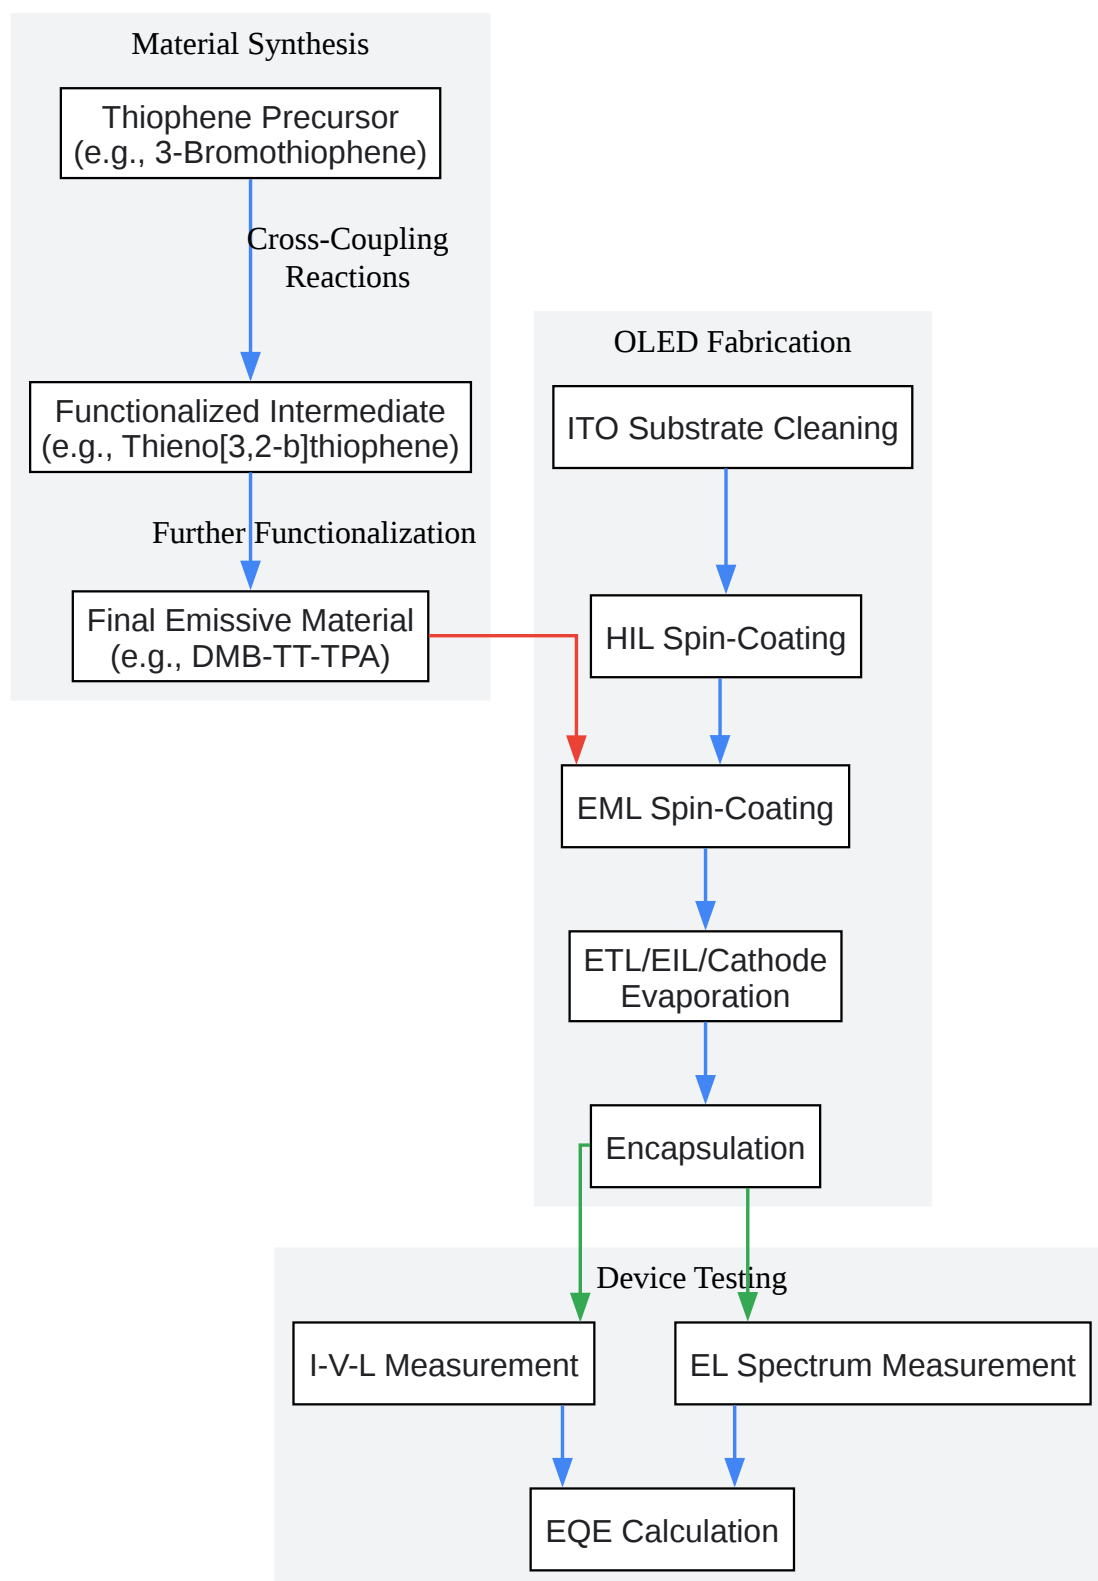 Material Synthesis
Thiophene Precursor
(e.g., 3-Bromothiophene)
Cross-Coupling
Reactions
Functionalized Intermediate
(e.g., Thieno[3,2-b]thiophene)
Further Functionalization
Final Emissive Material
(e.g., DMB-TT-TPA)
OLED Fabrication
ITO Substrate Cleaning
HIL Spin-Coating
EML Spin-Coating
ETL/EIL/Cathode
Evaporation
Encapsulation
Device Testing
I-V-L Measurement
EL Spectrum Measurement
EQE Calculation